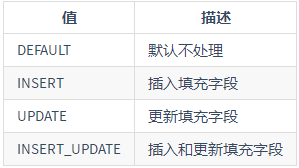 值 描述
DEFAULT 默认不处理
INSERT 插入填充字段
UPDATE 更新填充字段
INSERT_UPDATE 插入和更新填充字段